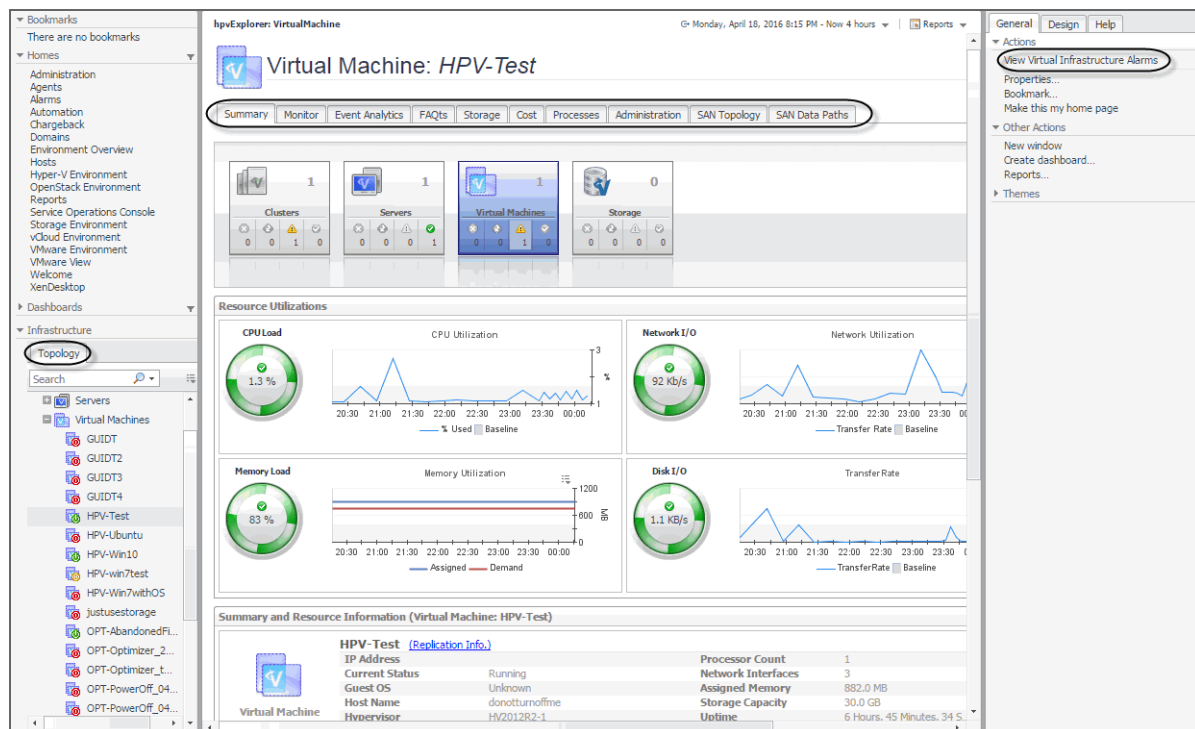 Bookmarks
There are no bookmarks
Homes
Administration
Agents
Alarms
Automation
Chargeback
Domains
Environment Overview
Hosts
Hyper-V Environment
OpenStack Environment
Reports
Service Operations Console
Storage Environment
vCloud Environment
VMware Environment
VMware View
Welcome
XenDesktop
Dashboards
Infrastructure
Topology
Search
Servers
Virtual Machines
GUIDT
GUIDT2
GUIDT3
GUIDT4
HPV-Test
HPV-Ubuntu
HPV-Win10
HPV-win7test
HPV-Win7withOS
justusestorage
OPT-AbandonedFi...
OPT-Optimizer_2...
OPT-Optimizer_t...
OPT-PowerOff_04...
OPT-PowerOff_04...
hpvExplorer: VirtualMachine
Monday, April 18, 2016 8:15 PM - Now 4 hours
Reports
Virtual Machine: HPV-Test
Summary Monitor Event Analytics FAQts Storage Cost Processes Administration SAN Topology SAN Data Paths
1 1 1 0
Clusters Servers Virtual Machines Storage
0 0 1 0 0 0 0 1 0 0 1 0 0 0 0 0
Resource Utilizations
CPU Load
1.3 %
CPU Utilization
3
%
1
20:30 21:00 21:30 22:00 22:30 23:00 23:30 00:00
% Used Baseline
Network I/O
92 Kb/s
Network Utilization
20:30 21:00 21:30 22:00 22:30 23:00 23:30
Transfer Rate Baseline
Memory Load
83 %
Memory Utilization
1200
600
MB
0
20:30 21:00 21:30 22:00 22:30 23:00 23:30 00:00
Assigned Demand
Disk I/O
1.1 KB/s
Transfer Rate
20:30 21:00 21:30 22:00 22:30 23:00 23:30
TransferRate Baseline
Summary and Resource Information (Virtual Machine: HPV-Test)
Virtual Machine
HPV-Test (Replication Info.)
IP Address
Current Status Running
Guest OS Unknown
Host Name donotturnoffme
Hypervisor HV2012R2-1
Processor Count 1
Network Interfaces 3
Assigned Memory 882.0 MB
Storage Capacity 30.0 GB
Uptime 6 Hours, 45 Minutes, 34 S
General Design Help
Actions
View Virtual Infrastructure Alarms
Properties...
Bookmark...
Make this my home page
Other Actions
New window
Create dashboard...
Reports...
Themes